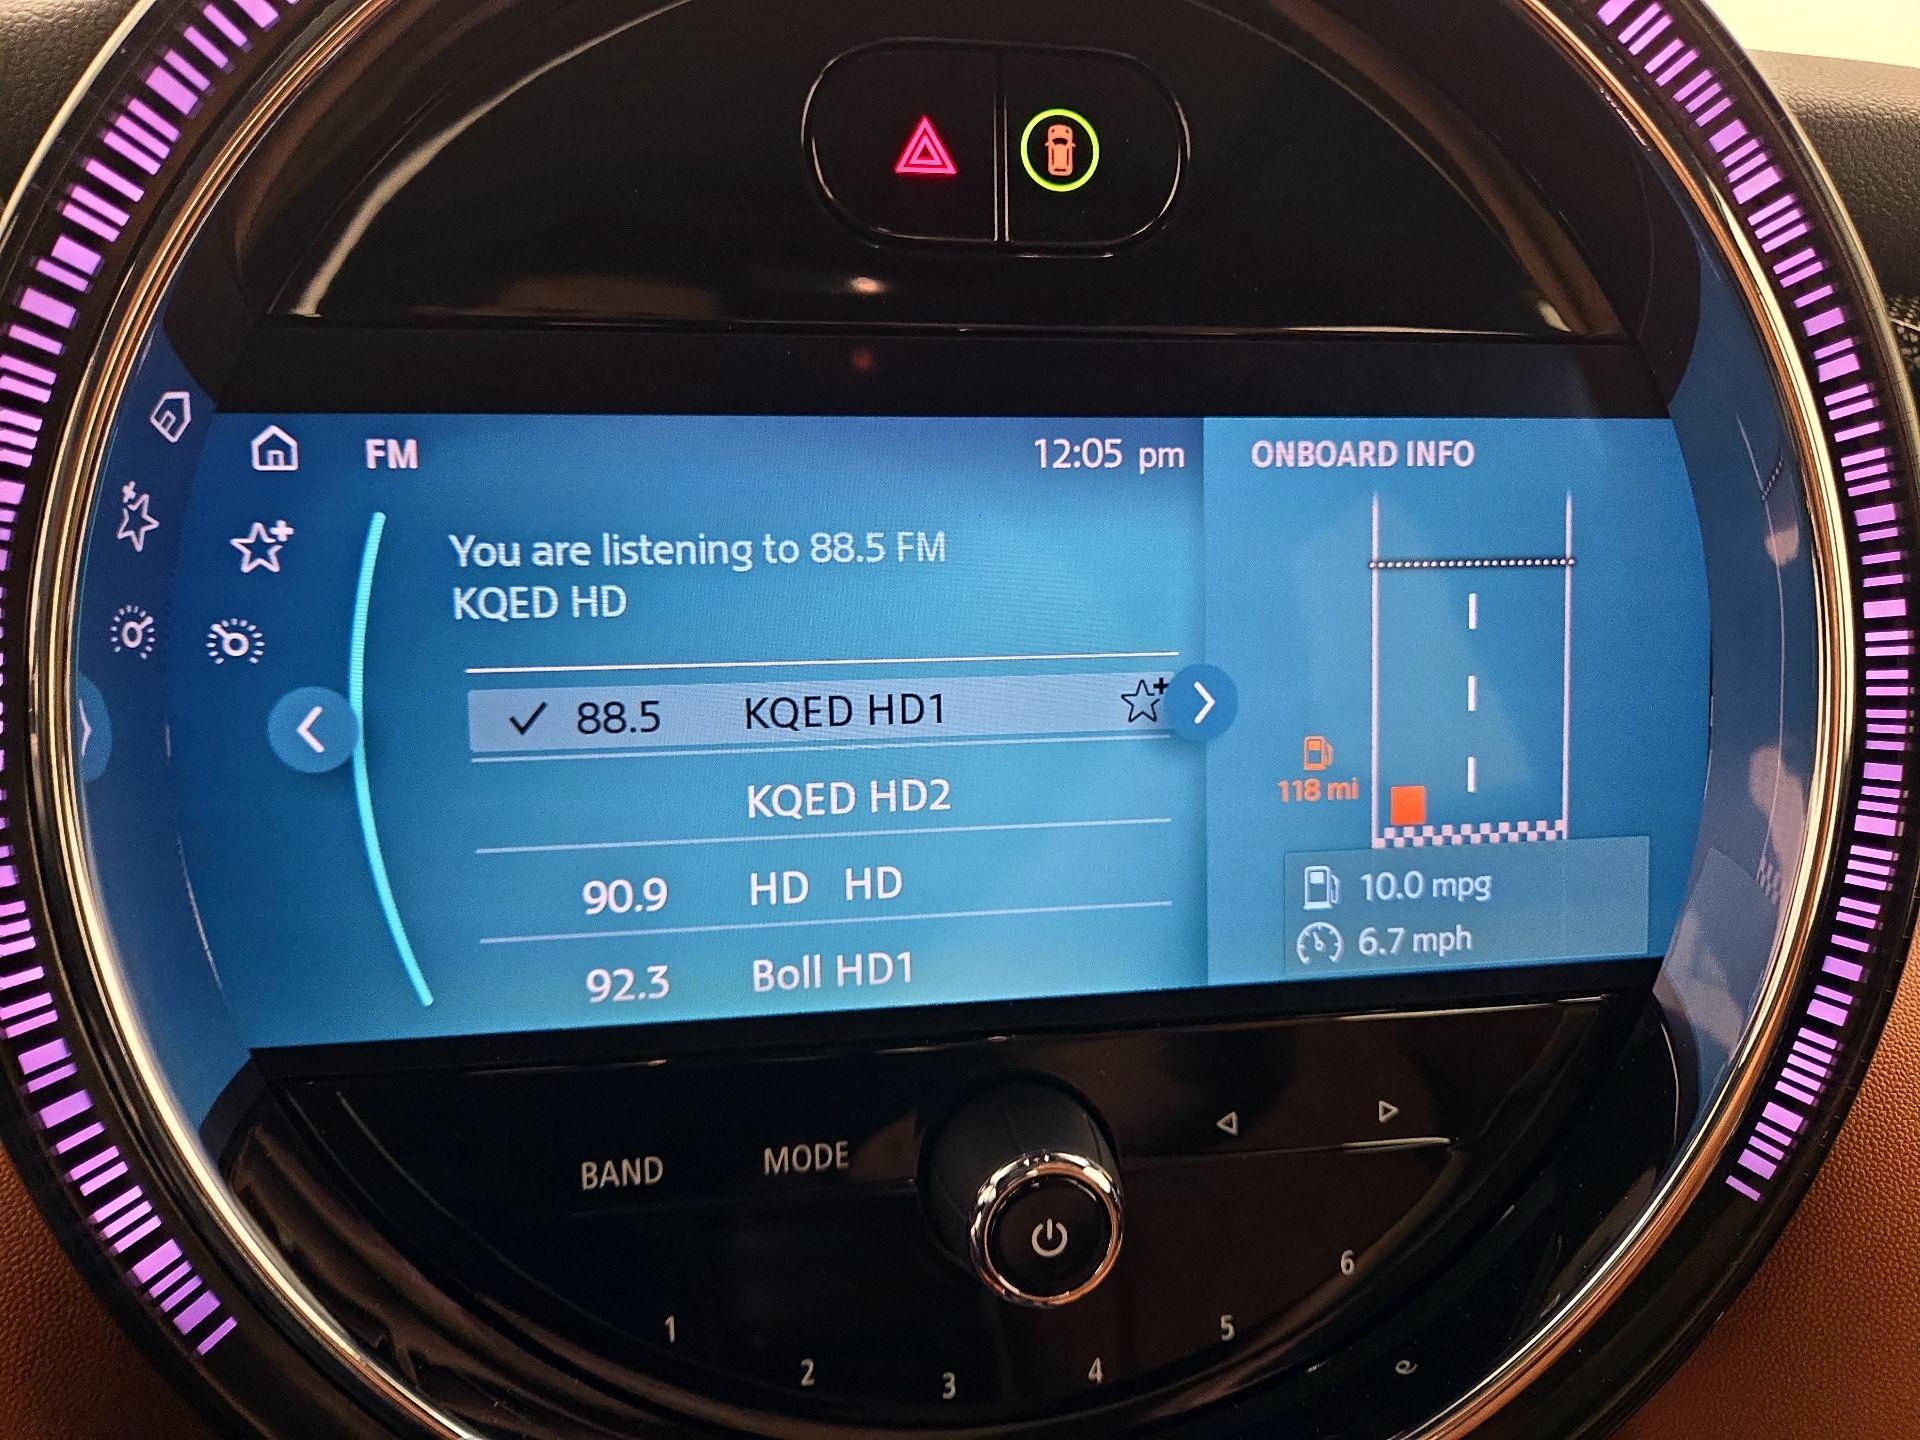 FM
12:05 pm
ONBOARD INFO
You are listening to 88.5 FM
KQED HD
88.5 KQED HD1
KQED HD2
90.9 HD HD
92.3 Boll HD1
118 mi
10.0 mpg
6.7 mph
BAND
MODE
1
2
3
4
5
6